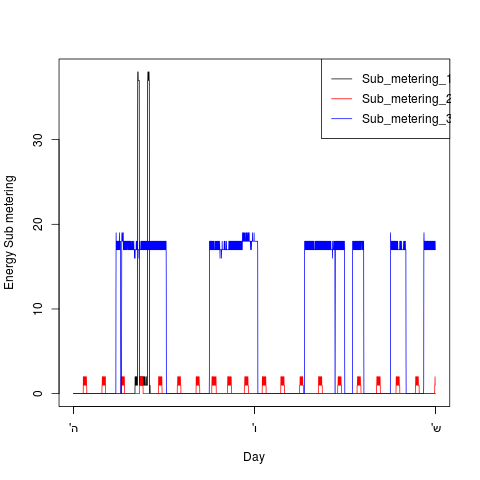 Sub_metering_1
Sub_metering_2
Sub_metering_3
Energy Sub metering
30
20
10
0
ה'
ו'
ש'
Day